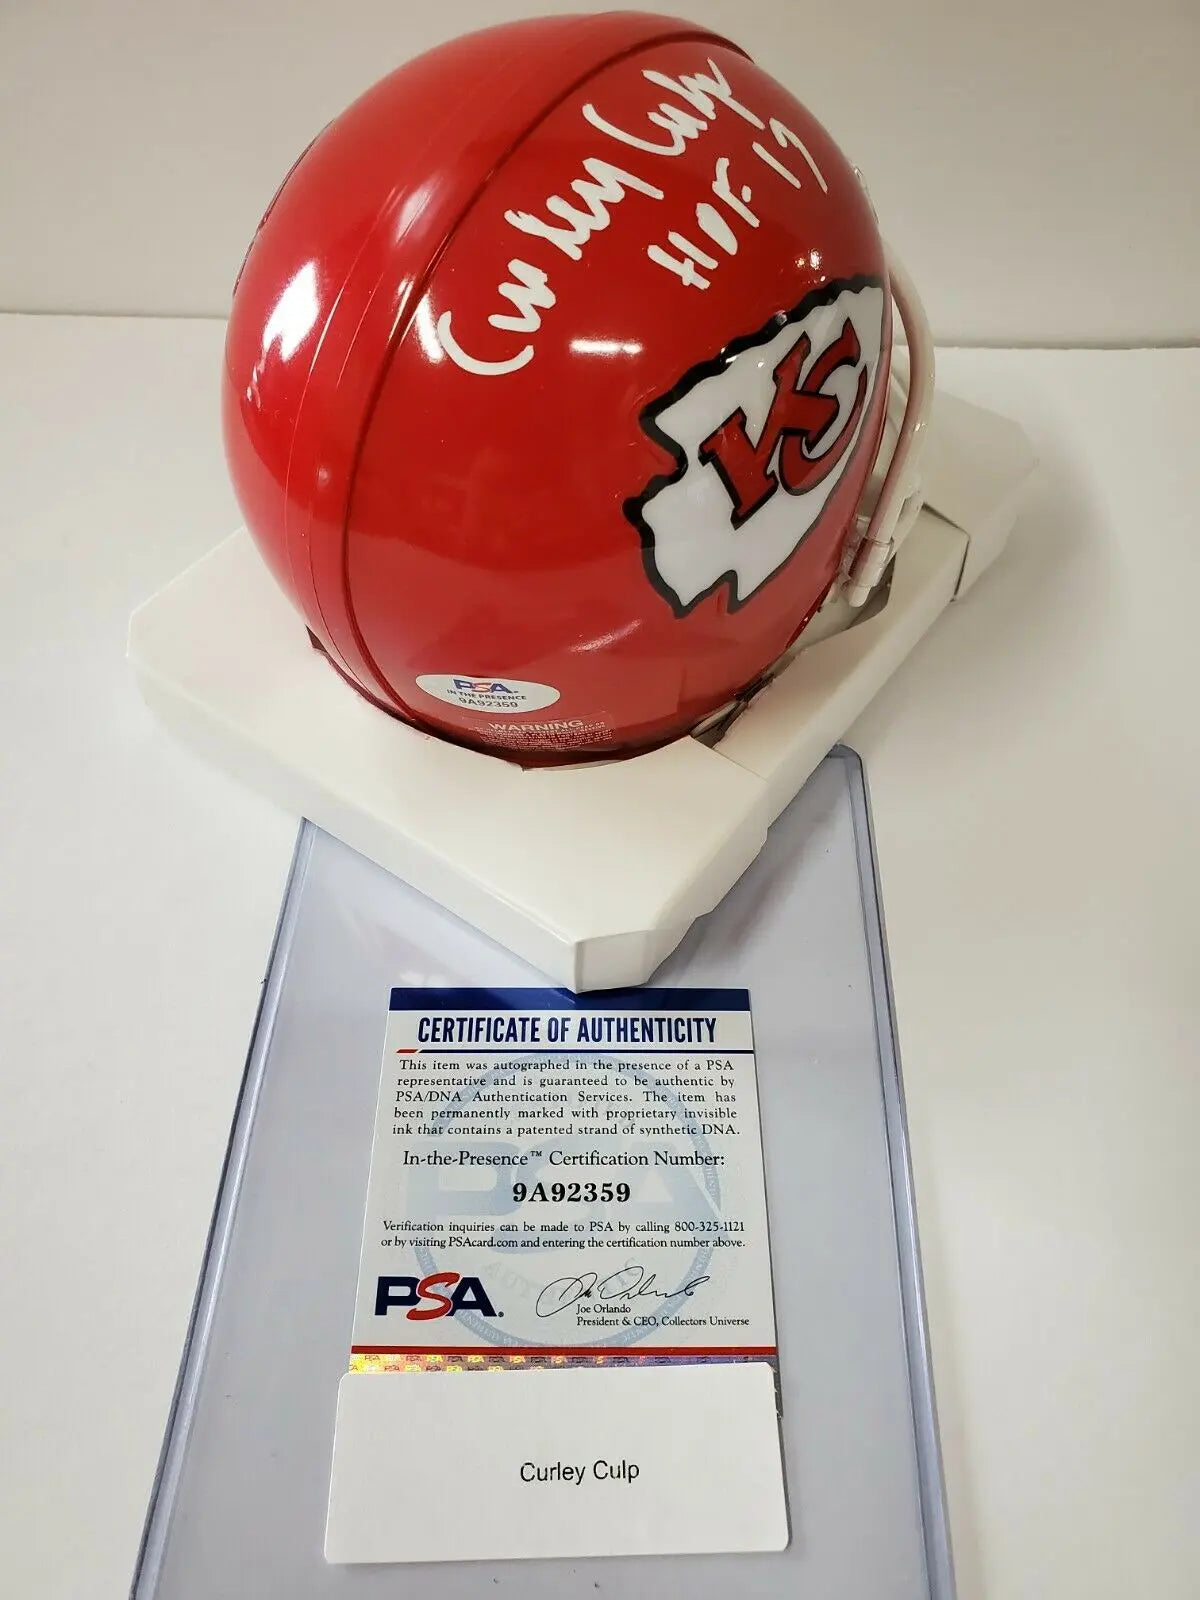 Curley Culp
HOF. 19
KC
PSA
IN THE PRESENCE
9A92359
WARNING
CERTIFICATE OF AUTHENTICITY
This item was autographed in the presence of a PSA
representative and is guaranteed to be authentic by
PSA/DNA Authentication Services. The item has
been permanently marked with proprietary invisible
ink that contains a patented strand of synthetic DNA.
In-the-Presence™ Certification Number:
9A92359
Verification inquiries can be made to PSA by calling 800-325-1121
or by visiting PSAcard.com and entering the certification number above.
PSA.
Joe Orlando
President & CEO, Collectors Universe
Curley Culp